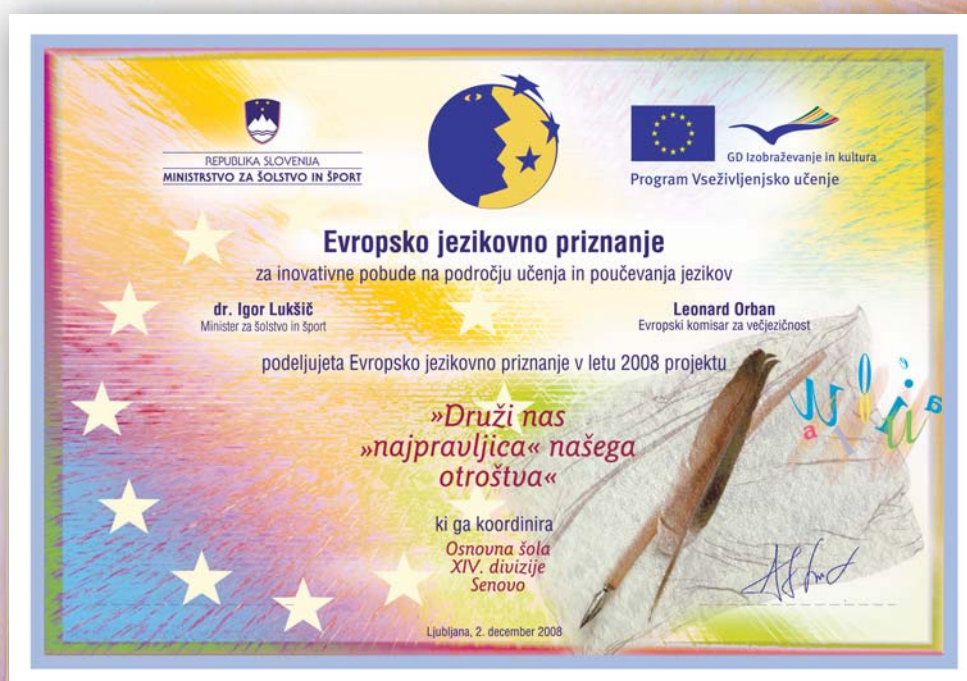 REPUBLIKA SLOVENIJA
MINISTRSTVO ZA ŠOLSTVO IN ŠPORT
GD Izobraževanje in kultura
Program Vseživljenjsko učenje
Evropsko jezikovno priznanje
za inovativne pobude na področju učenja in poučevanja jezikov
dr. Igor Lukšič
Minister za šolstvo in šport
Leonard Orban
Evropski komisar za večjezičnost
podeljujeta Evropsko jezikovno priznanje v letu 2008 projektu
»Druži nas
»najpravljica« našega
otroštva«
ki ga koordinira
Osnovna šola
XIV. divizije
Senovo
Ljubljana, 2. december 2008